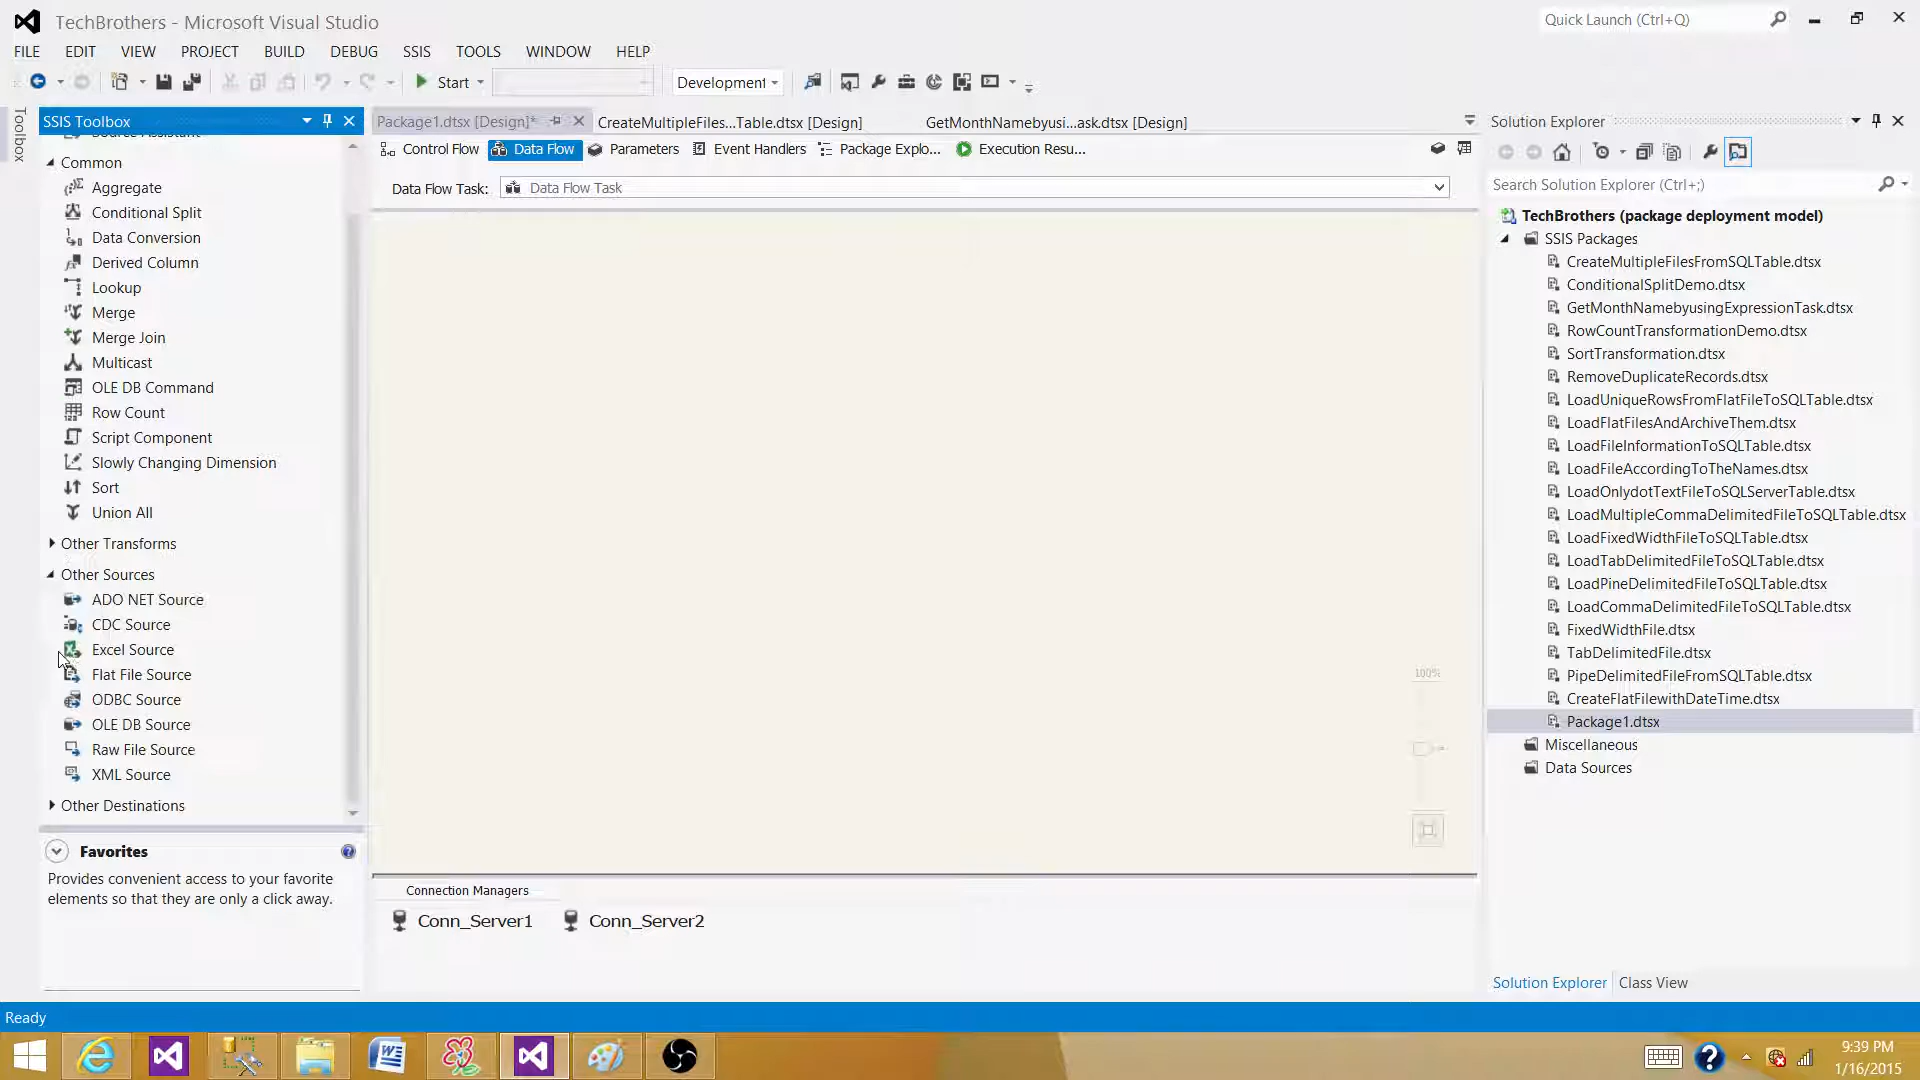 TechBrothers - Microsoft Visual Studio
Quick Launch (Ctrl+Q)
FILE EDIT VIEW PROJECT BUILD DEBUG SSIS TOOLS WINDOW HELP
Start Development
Toolbox
SSIS Toolbox
Source Assistant
Common
Aggregate
Conditional Split
Data Conversion
Derived Column
Lookup
Merge
Merge Join
Multicast
OLE DB Command
Row Count
Script Component
Slowly Changing Dimension
Sort
Union All
Other Transforms
Other Sources
ADO NET Source
CDC Source
Excel Source
Flat File Source
ODBC Source
OLE DB Source
Raw File Source
XML Source
Other Destinations
Favorites
Provides convenient access to your favorite
elements so that they are only a click away.
Package1.dtsx [Design]* CreateMultipleFiles...Table.dtsx [Design] GetMonthNamebyusi...ask.dtsx [Design]
Control Flow Data Flow Parameters Event Handlers Package Explo... Execution Resu...
Data Flow Task: Data Flow Task
100%
Connection Managers
Conn_Server1 Conn_Server2
Solution Explorer
Search Solution Explorer (Ctrl+;)
TechBrothers (package deployment model)
SSIS Packages
CreateMultipleFilesFromSQLTable.dtsx
ConditionalSplitDemo.dtsx
GetMonthNamebyusingExpressionTask.dtsx
RowCountTransformationDemo.dtsx
SortTransformation.dtsx
RemoveDuplicateRecords.dtsx
LoadUniqueRowsFromFlatFileToSQLTable.dtsx
LoadFlatFilesAndArchiveThem.dtsx
LoadFileInformationToSQLTable.dtsx
LoadFileAccordingToTheNames.dtsx
LoadOnlydotTextFileToSQLServerTable.dtsx
LoadMultipleCommaDelimitedFileToSQLTable.dtsx
LoadFixedWidthFileToSQLTable.dtsx
LoadTabDelimitedFileToSQLTable.dtsx
LoadPineDelimitedFileToSQLTable.dtsx
LoadCommaDelimitedFileToSQLTable.dtsx
FixedWidthFile.dtsx
TabDelimitedFile.dtsx
PipeDelimitedFileFromSQLTable.dtsx
CreateFlatFilewithDateTime.dtsx
Package1.dtsx
Miscellaneous
Data Sources
Solution Explorer Class View
Ready
9:39 PM
1/16/2015